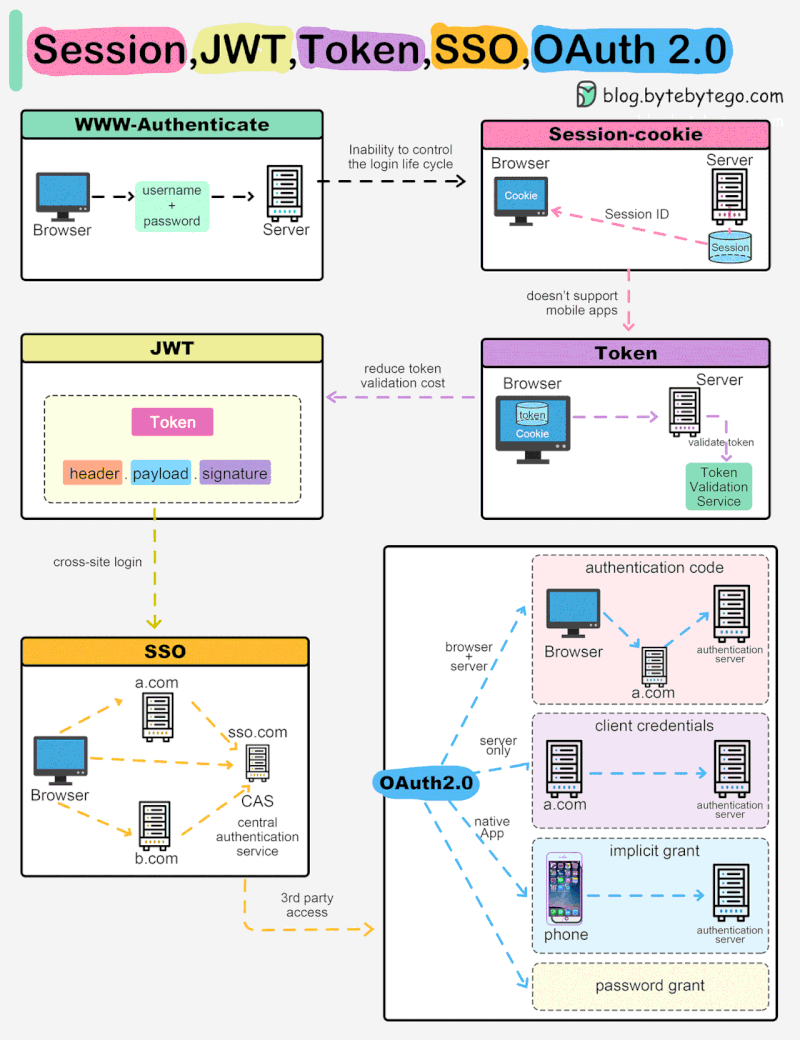 Session,JWT,Token,SSO,OAuth 2.0
blog.bytebytego.com
WWW-Authenticate
Browser
username
+
password
Server
Inability to control
the login life cycle
Session-cookie
Browser
Server
Cookie
Session ID
Session
doesn't support
mobile apps
Token
Browser
Server
token
Cookie
validate token
Token
Validation
Service
reduce token
validation cost
JWT
Token
header . payload . signature
cross-site login
SSO
a.com
sso.com
Browser
CAS
central
authentication
service
b.com
3rd party
access
OAuth2.0
browser
+
server
authentication code
Browser
a.com
authentication
server
server
only
client credentials
a.com
authentication
server
native
App
implicit grant
phone
authentication
server
password grant